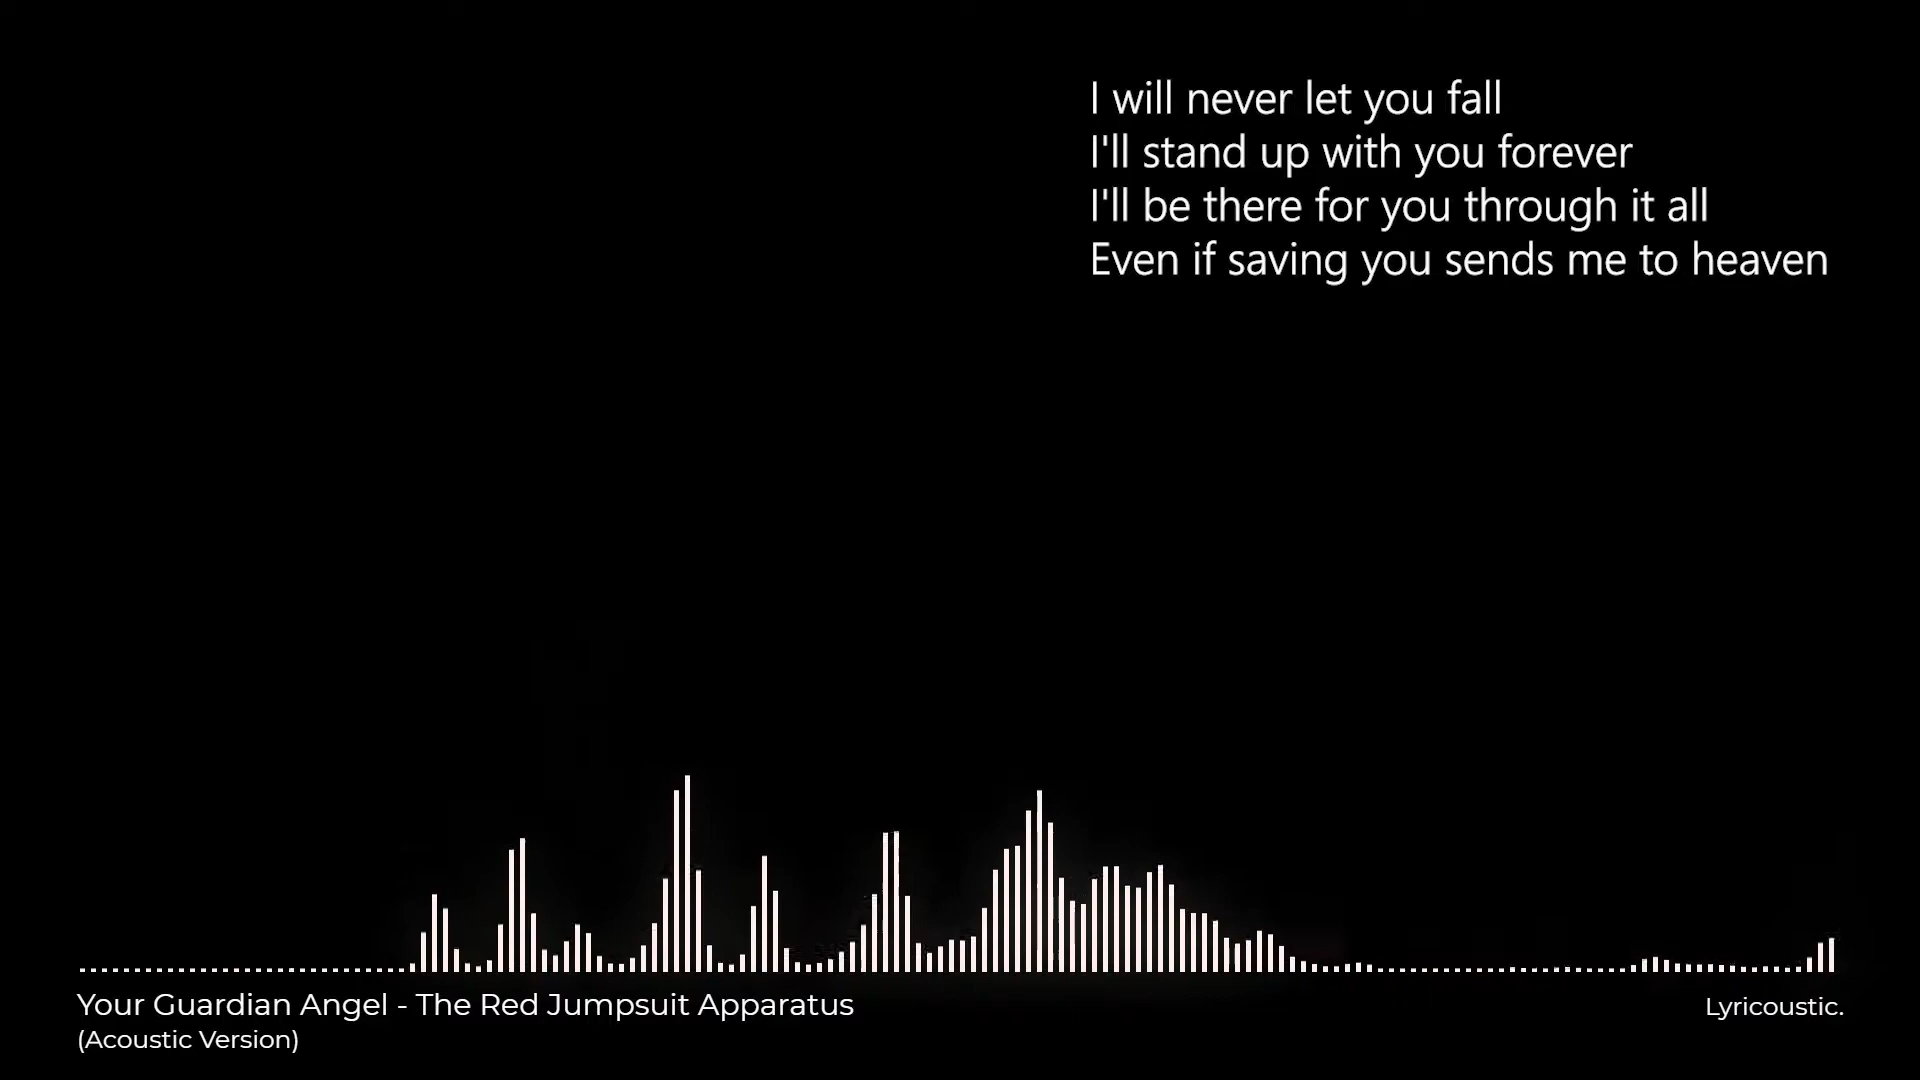 I will never let you fall
I'll stand up with you forever
I'll be there for you through it all
Even if saving you sends me to heaven
Your Guardian Angel - The Red Jumpsuit Apparatus
(Acoustic Version)
Lyricoustic.